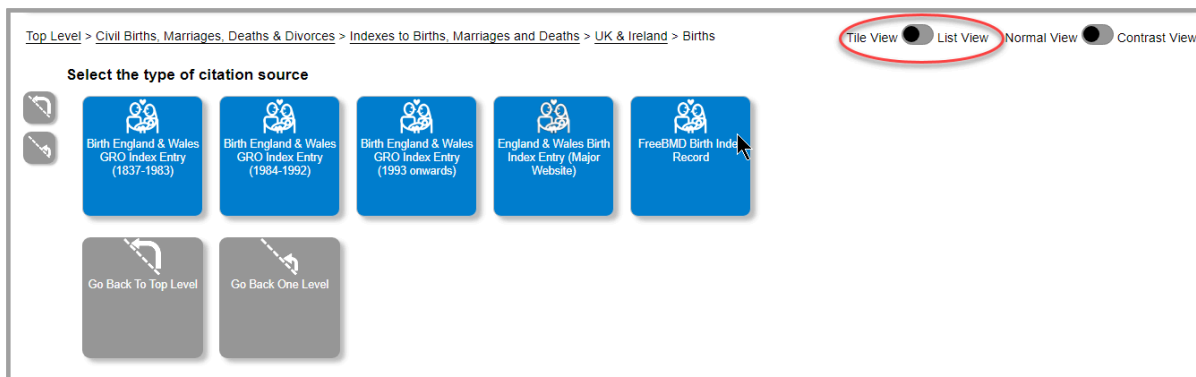 Top Level > Civil Births, Marriages, Deaths & Divorces > Indexes to Births, Marriages and Deaths > UK & Ireland > Births
Tile View List View Normal View Contrast View
Select the type of citation source
Birth England & Wales
GRO Index Entry
(1837-1983)
Birth England & Wales
GRO Index Entry
(1984-1992)
Birth England & Wales
GRO Index Entry
(1993 onwards)
England & Wales Birth
Index Entry (Major
Website)
FreeBMD Birth Index
Record
Go Back To Top Level
Go Back One Level